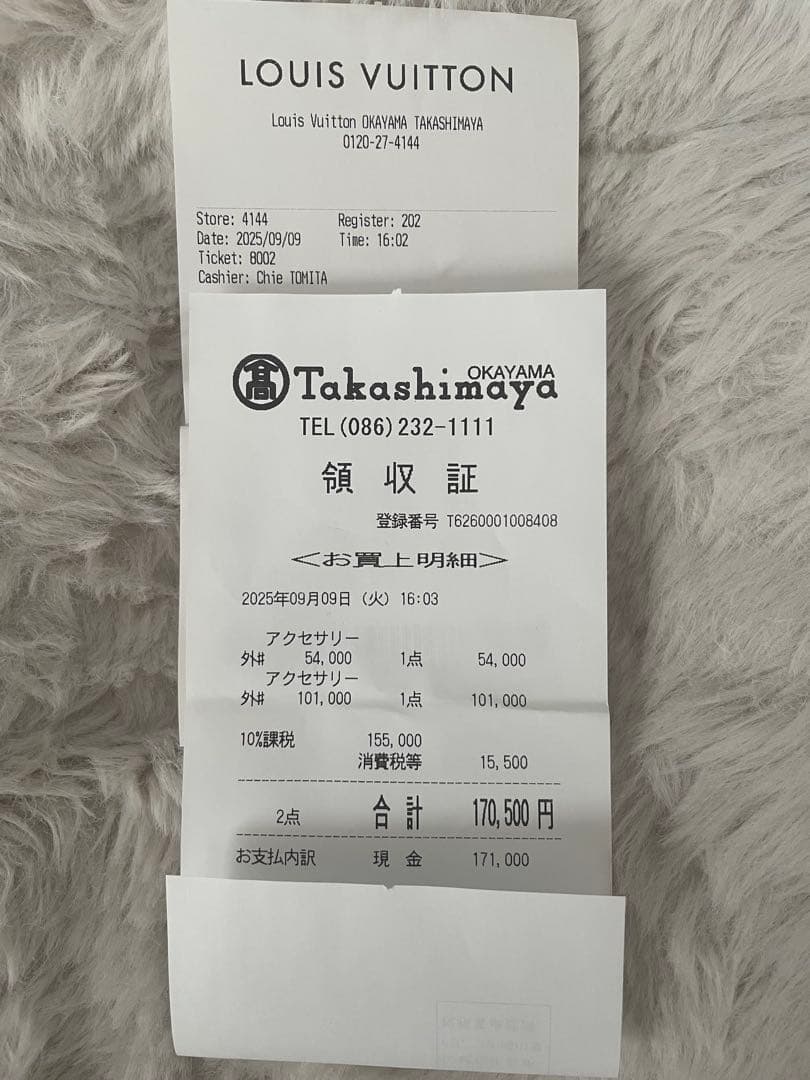 LOUIS VUITTON
Louis Vuitton OKAYAMA TAKASHIMAYA
0120-27-4144
Store: 4144 Register: 202
Date: 2025/09/09 Time: 16:02
Ticket: 8002
Cashier: Chie TOMITA
髙 Takashimaya OKAYAMA
TEL(086)232-1111
領収証
登録番号 T6260001008408
<お買上明細>
2025年09月09日(火)16:03
アクセサリー
外# 54,000 1点 54,000
アクセサリー
外# 101,000 1点 101,000
10%課税 155,000
消費税等 15,500
2点 合計 170,500円
お支払内訳 現金 171,000